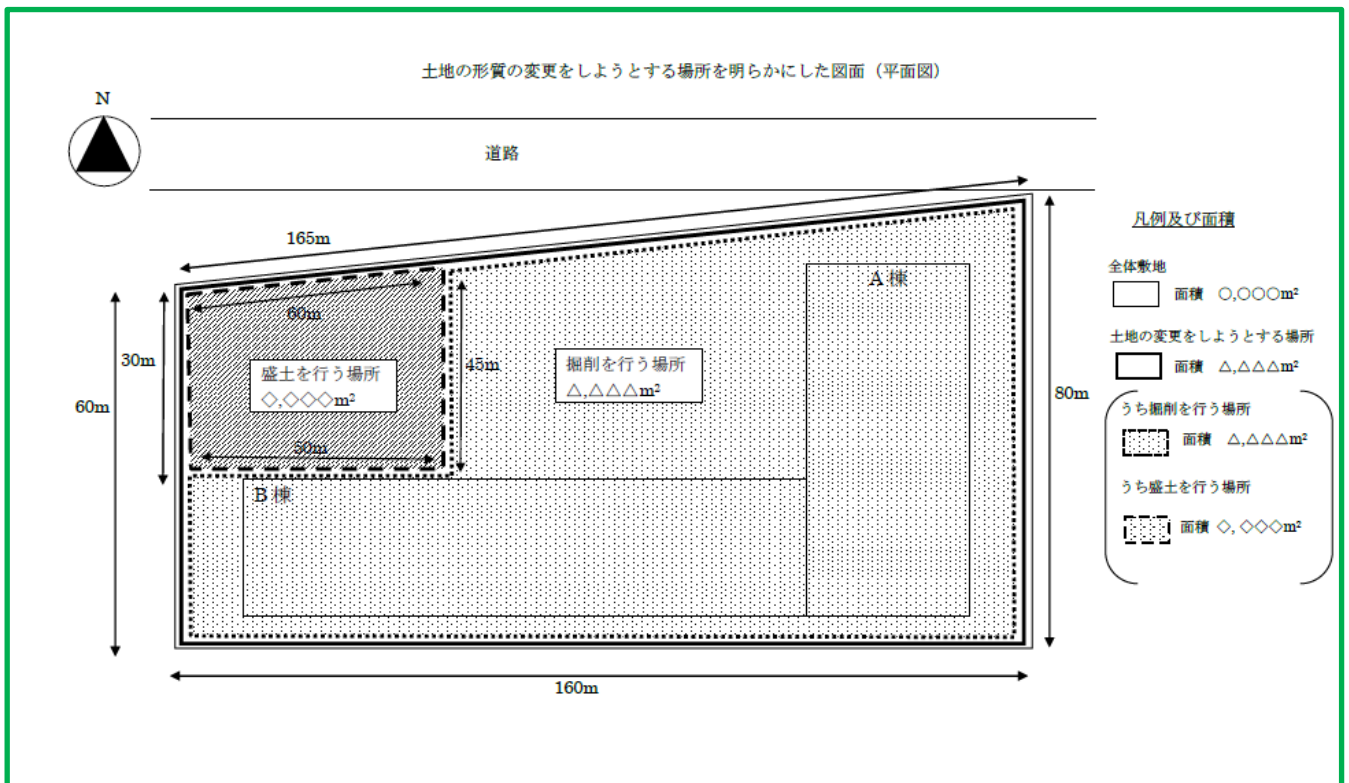 土地の形質の変更をしようとする場所を明らかにした図面（平面図）
N
道路
165m
60m
30m
60m
45m
50m
80m
160m
盛土を行う場所
◇,◇◇◇m²
掘削を行う場所
△,△△△m²
A棟
B棟
凡例及び面積
全体敷地
面積 ○,○○○m²
土地の変更をしようとする場所
面積 △,△△△m²
うち掘削を行う場所
面積 △,△△△m²
うち盛土を行う場所
面積 ◇,◇◇◇m²